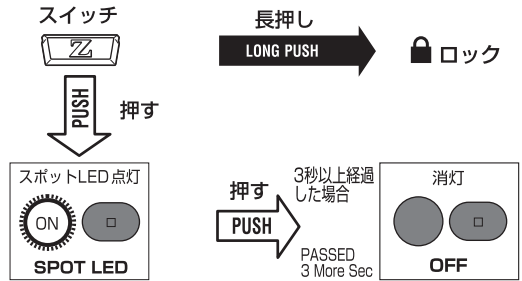 スイッチ
Z
長押し
LONG PUSH
ロック
PUSH
押す
スポットLED点灯
ON
SPOT LED
押す
PUSH
3秒以上経過
した場合
PASSED
3 More Sec
消灯
OFF